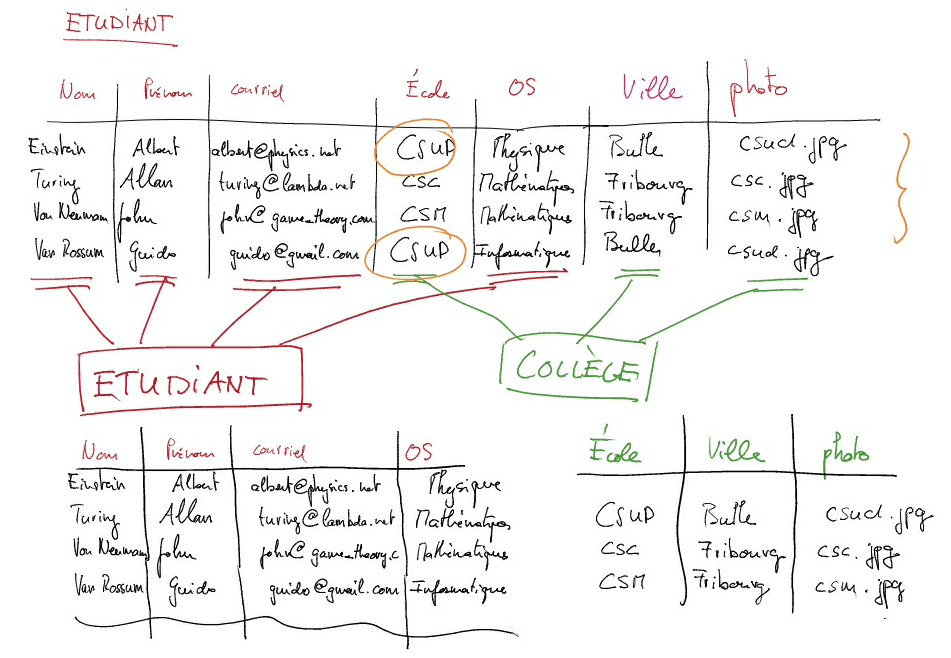 ETUDIANT
Nom Prénom courriel École OS Ville photo
Einstein Albert albert@physics.net CSUD Physique Bulle csud.jpg
Turing Allan turing@lambda.net CSC Mathématiques Fribourg csc.jpg
Von Neumann John john@game_theory.com CSM Mathématiques Fribourg csm.jpg
Van Rossum Guido guido@gmail.com CSUD Informatique Bulle csud.jpg
ETUDIANT COLLÈGE
Nom Prénom courriel OS École Ville photo
Einstein Albert albert@physics.net Physique
Turing Allan turing@lambda.net Mathématiques CSUD Bulle csud.jpg
Von Neumann John john@game_theory.c Mathématiques CSC Fribourg csc.jpg
Van Rossum Guido guido@gmail.com Informatique CSM Fribourg csm.jpg